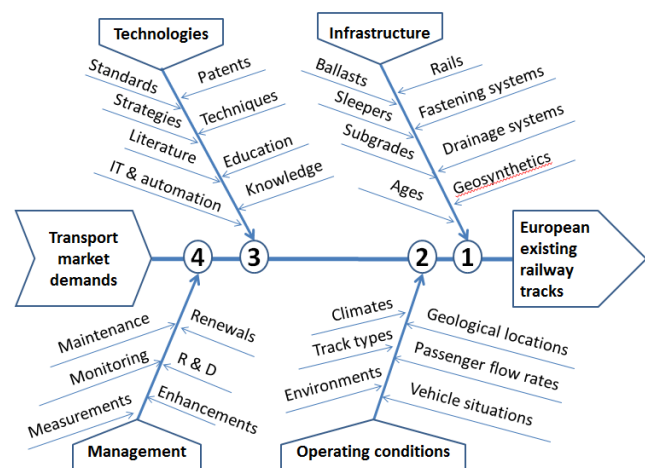 Technologies
Infrastructure
Standards
Patents
Strategies
Techniques
Literature
Education
IT & automation
Knowledge
Ballasts
Rails
Sleepers
Fastening systems
Subgrades
Drainage systems
Ages
Geosynthetics
Transport
market
demands
4
3
2
1
European
existing
railway
tracks
Maintenance
Renewals
Monitoring
R & D
Measurements
Enhancements
Climates
Geological locations
Track types
Passenger flow rates
Environments
Vehicle situations
Management
Operating conditions